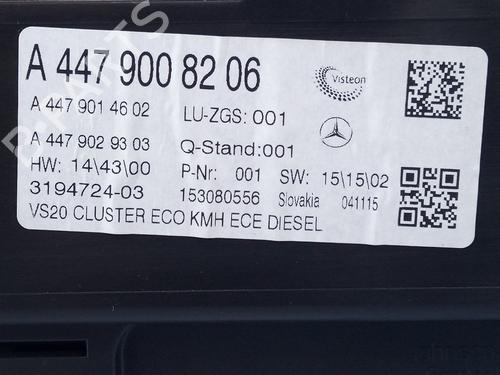 A 447 900 82 06
Visteon
A 447 901 46 02 LU-ZGS: 001
A 447 902 93 03 Q-Stand:001
HW: 14\43\00 P-Nr: 001 SW: 15\15\02
3194724-03 153080556 Slovakia 041115
VS20 CLUSTER ECO KMH ECE DIESEL